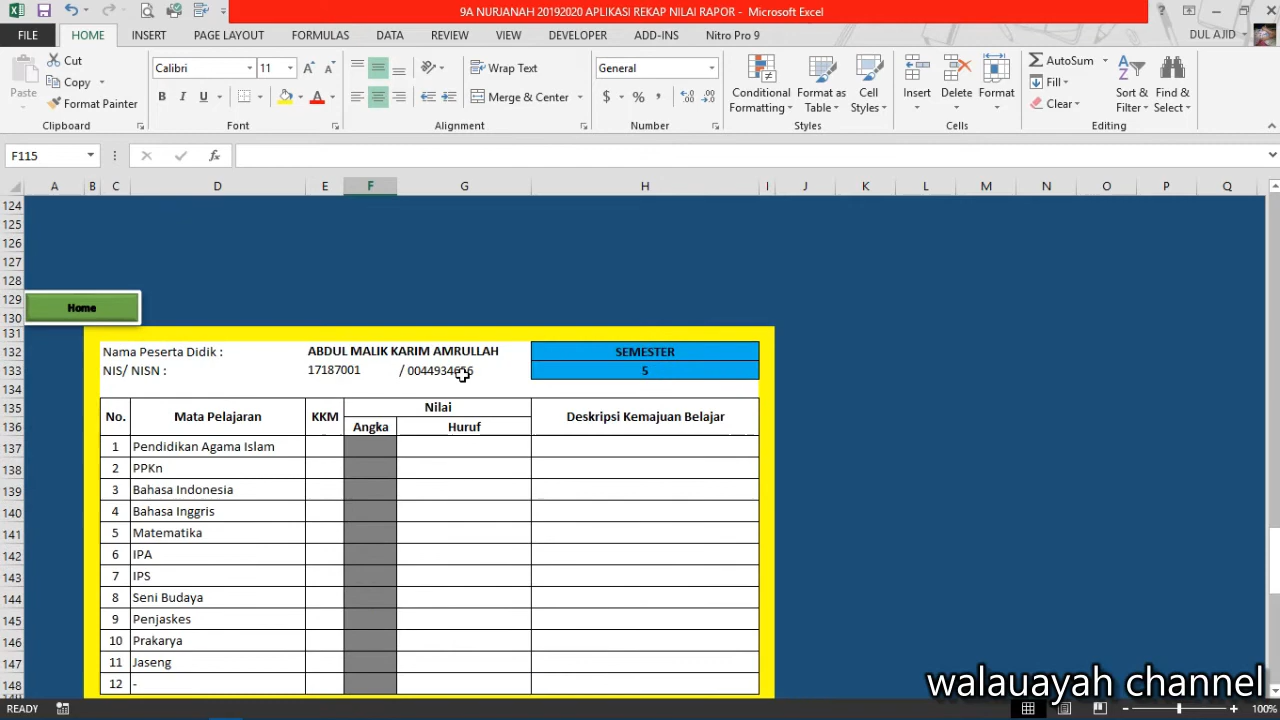 9A NURJANAH 20192020 APLIKASI REKAP NILAI RAPOR - Microsoft Excel
FILE HOME INSERT PAGE LAYOUT FORMULAS DATA REVIEW VIEW DEVELOPER ADD-INS Nitro Pro 9 DUL AJID
Paste
Cut
Copy
Format Painter
Clipboard
Calibri 11
B I U
Font
Wrap Text
Merge & Center
Alignment
General
$ % ,
Number
Conditional Formatting
Format as Table
Cell Styles
Styles
Insert Delete Format
Cells
AutoSum
Fill
Clear
Sort & Filter
Find & Select
Editing
F115
A B C D E F G H I J K L M N O P Q
124
125
126
127
128
129
130
Home
131
132 Nama Peserta Didik : ABDUL MALIK KARIM AMRULLAH SEMESTER
133 NIS/ NISN : 17187001 5
134
135 No. Mata Pelajaran KKM Nilai Deskripsi Kemajuan Belajar
136 Angka Huruf
137 1 Pendidikan Agama Islam
138 2 PPKn
139 3 Bahasa Indonesia
140 4 Bahasa Inggris
141 5 Matematika
142 6 IPA
143 7 IPS
144 8 Seni Budaya
145 9 Penjaskes
146 10 Prakarya
147 11 Jaseng
148 12 -
walauayah channel
READY 100%